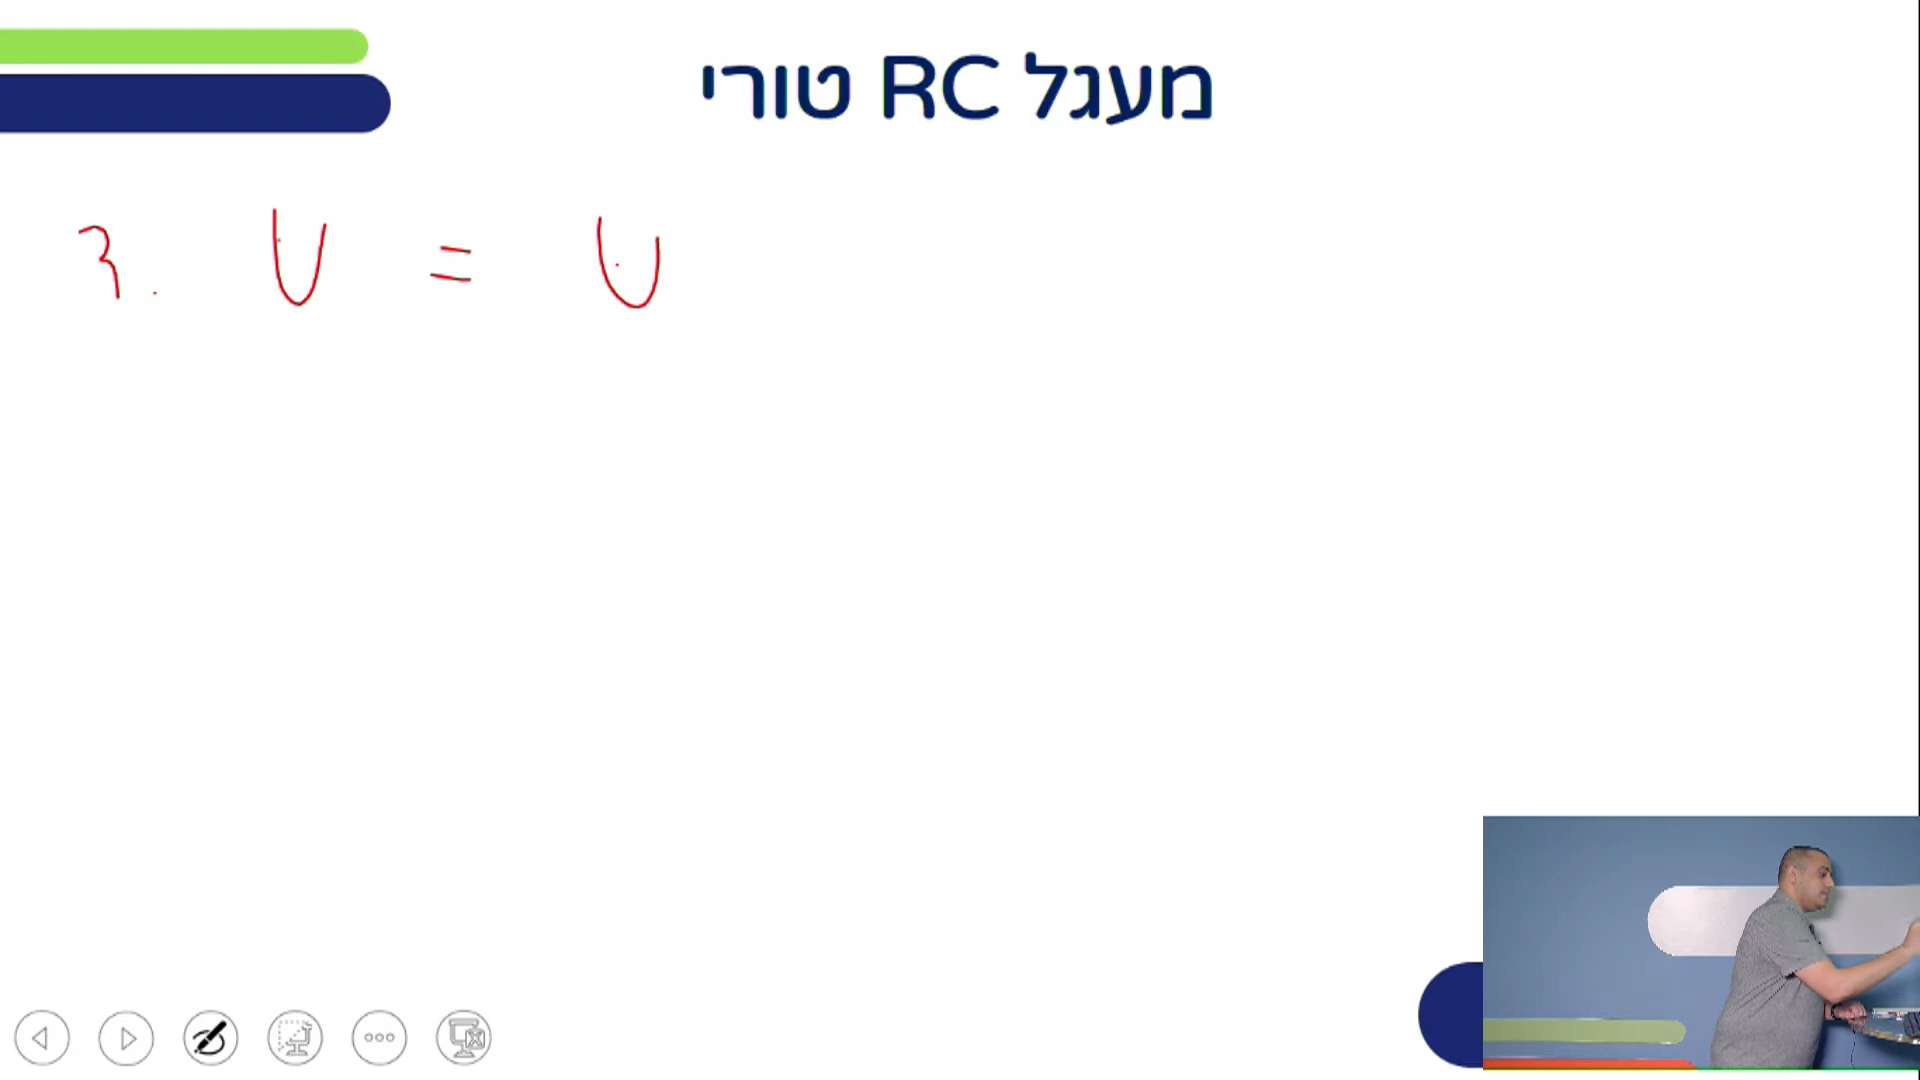 מעגל RC טורי
3. U = U